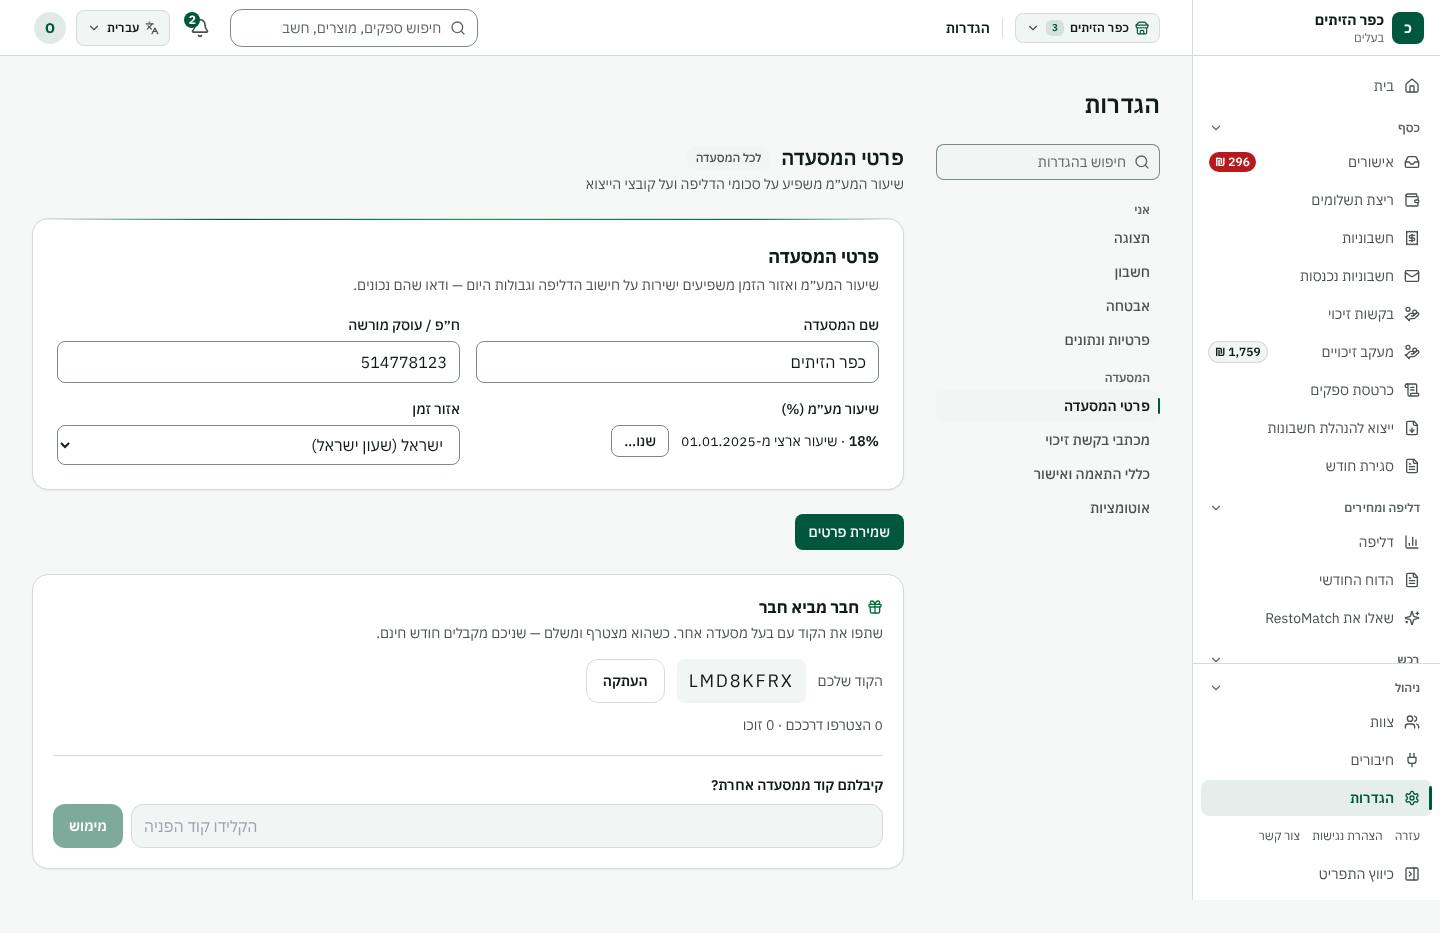 כ
כפר הזיתים
בעלים
כפר הזיתים 3
הגדרות
חיפוש ספקים, מוצרים, חשב
2
עברית
O
בית
כסף
אישורים
296 ₪
ריצת תשלומים
חשבוניות
חשבוניות נכנסות
בקשות זיכוי
מעקב זיכויים
1,759 ₪
כרטסת ספקים
ייצוא להנהלת חשבונות
סגירת חודש
דליפה ומחירים
דליפה
הדוח החודשי
שאלו את RestoMatch
רכש
ניהול
צוות
חיבורים
הגדרות
עזרה הצהרת נגישות צור קשר
כיווץ התפריט
הגדרות
חיפוש בהגדרות
אני
תצוגה
חשבון
אבטחה
פרטיות ונתונים
המסעדה
פרטי המסעדה
מכתבי בקשת זיכוי
כללי התאמה ואישור
אוטומציות
פרטי המסעדה
לכל המסעדה
שיעור המע״מ משפיע על סכומי הדליפה ועל קובצי הייצוא
פרטי המסעדה
שיעור המע״מ ואזור הזמן משפיעים ישירות על חישוב הדליפה וגבולות היום — ודאו שהם נכונים.
שם המסעדה
ח״פ / עוסק מורשה
כפר הזיתים
514778123
שיעור מע״מ (%)
אזור זמן
18% · שיעור ארצי מ-01.01.2025
שנו...
ישראל (שעון ישראל)
שמירת פרטים
חבר מביא חבר
שתפו את הקוד עם בעל מסעדה אחר. כשהוא מצטרף ומשלם — שניכם מקבלים חודש חינם.
הקוד שלכם
LMD8KFRX
העתקה
0 הצטרפו דרככם · 0 זוכו
קיבלתם קוד ממסעדה אחרת?
הקלידו קוד הפניה
מימוש